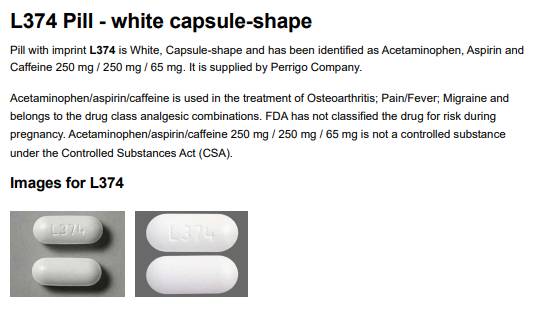 L374 Pill - white capsule-shape
Pill with imprint L374 is White, Capsule-shape and has been identified as Acetaminophen, Aspirin and
Caffeine 250 mg / 250 mg / 65 mg. It is supplied by Perrigo Company.
Acetaminophen/aspirin/caffeine is used in the treatment of Osteoarthritis; Pain/Fever; Migraine and
belongs to the drug class analgesic combinations. FDA has not classified the drug for risk during
pregnancy. Acetaminophen/aspirin/caffeine 250 mg / 250 mg / 65 mg is not a controlled substance
under the Controlled Substances Act (CSA).
Images for L374
L374
L374